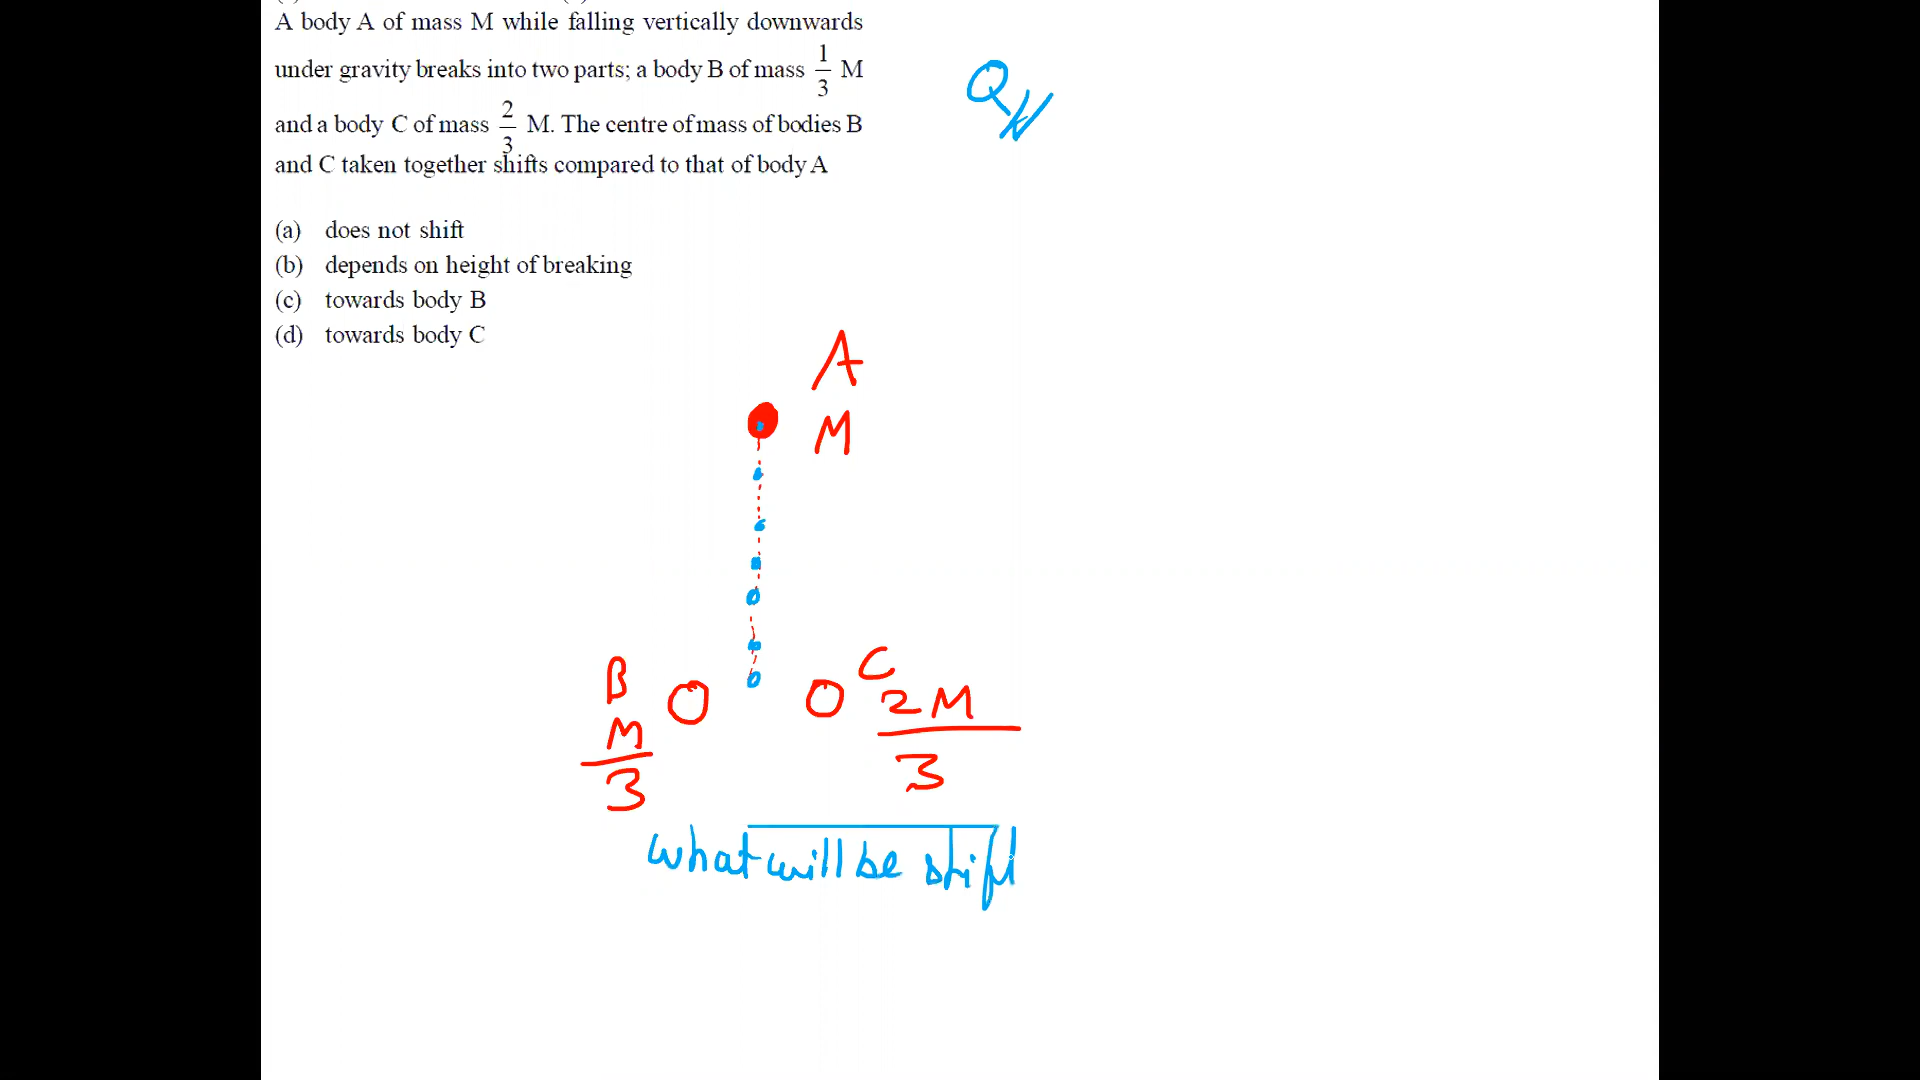 A body A of mass M while falling vertically downwards
under gravity breaks into two parts; a body B of mass 1/3 M
and a body C of mass 2/3 M. The centre of mass of bodies B
and C taken together shifts compared to that of body A
(a) does not shift
(b) depends on height of breaking
(c) towards body B
(d) towards body C
A
M
B
M/3
C
2M/3
what will be shift